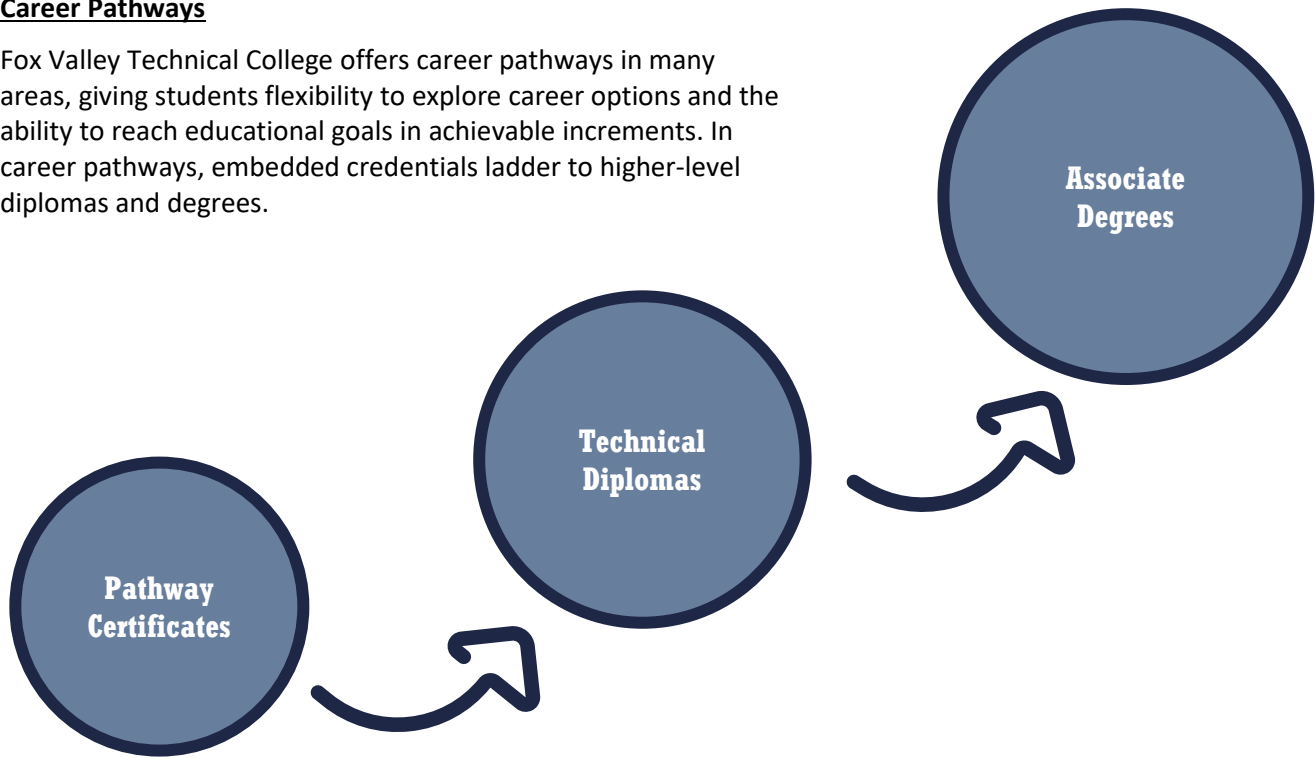 Career Pathways
Fox Valley Technical College offers career pathways in many
areas, giving students flexibility to explore career options and the
ability to reach educational goals in achievable increments. In
career pathways, embedded credentials ladder to higher-level
diplomas and degrees.
Associate
Degrees
Technical
Diplomas
Pathway
Certificates